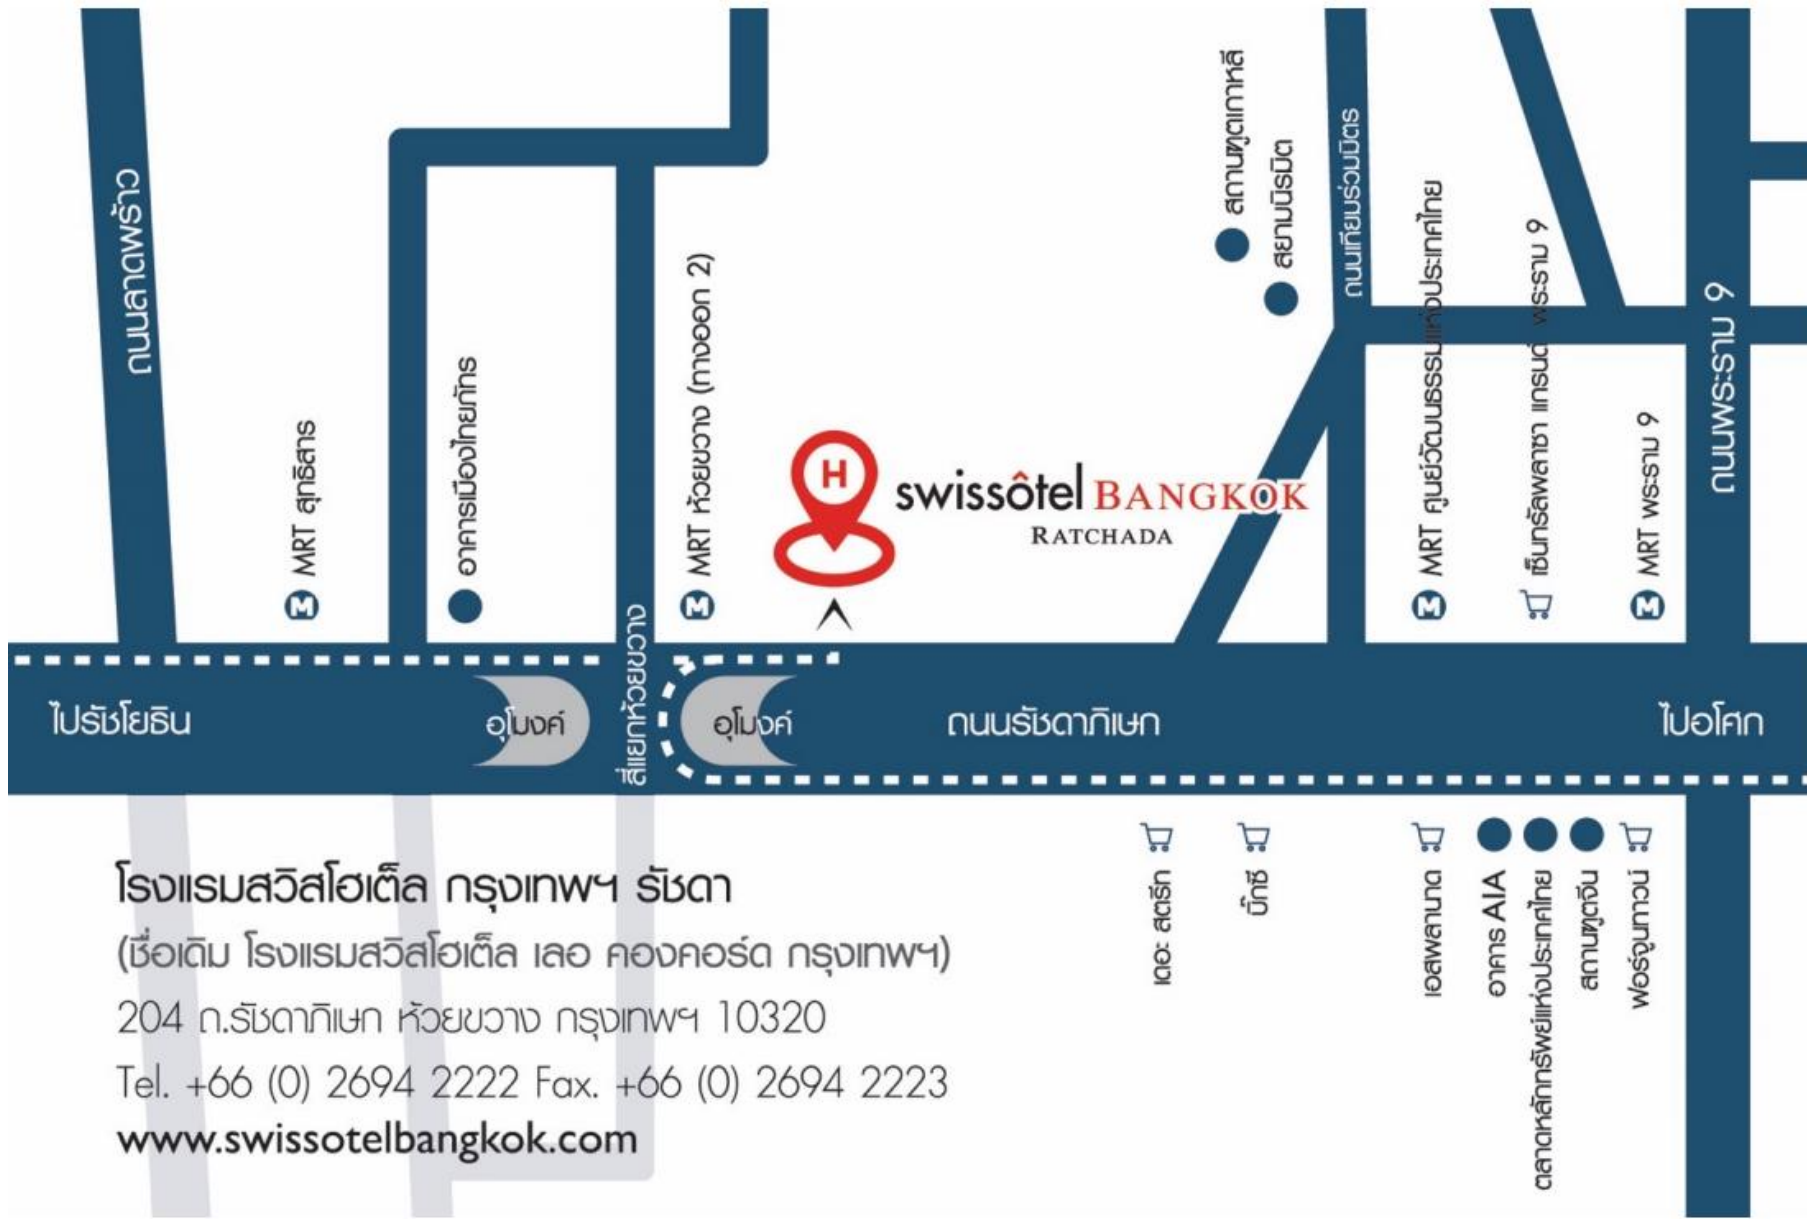 ถนนลาดพร้าว
MRT สุทธิสาร
อาคารเมืองไทยภัทร
MRT ห้วยขวาง (ทางออก 2)
H
swissôtel BANGKOK
RATCHADA
สถานทูตเกาหลี
สยามนิรมิต
ถนนเทียมร่วมมิตร
MRT ศูนย์วัฒนธรรมแห่งประเทศไทย
เซ็นทรัลพลาซา แกรนด์ พระราม 9
MRT พระราม 9
ถนนพระราม 9
ไปรัชโยธิน
อุโมงค์
สี่แยกห้วยขวาง
อุโมงค์
ถนนรัชดาภิเษก
ไปอโศก
เดอะ สตรีท
บิ๊กซี
เอสพลานาด
อาคาร AIA
ตลาดหลักทรัพย์แห่งประเทศไทย
สถานทูตจีน
ฟอร์จูนทาวน์
โรงแรมสวิสโฮเต็ล กรุงเทพฯ รัชดา
(ชื่อเดิม โรงแรมสวิสโฮเต็ล เลอ คองคอร์ด กรุงเทพฯ)
204 ถ.รัชดาภิเษก ห้วยขวาง กรุงเทพฯ 10320
Tel. +66 (0) 2694 2222 Fax. +66 (0) 2694 2223
www.swissotelbangkok.com